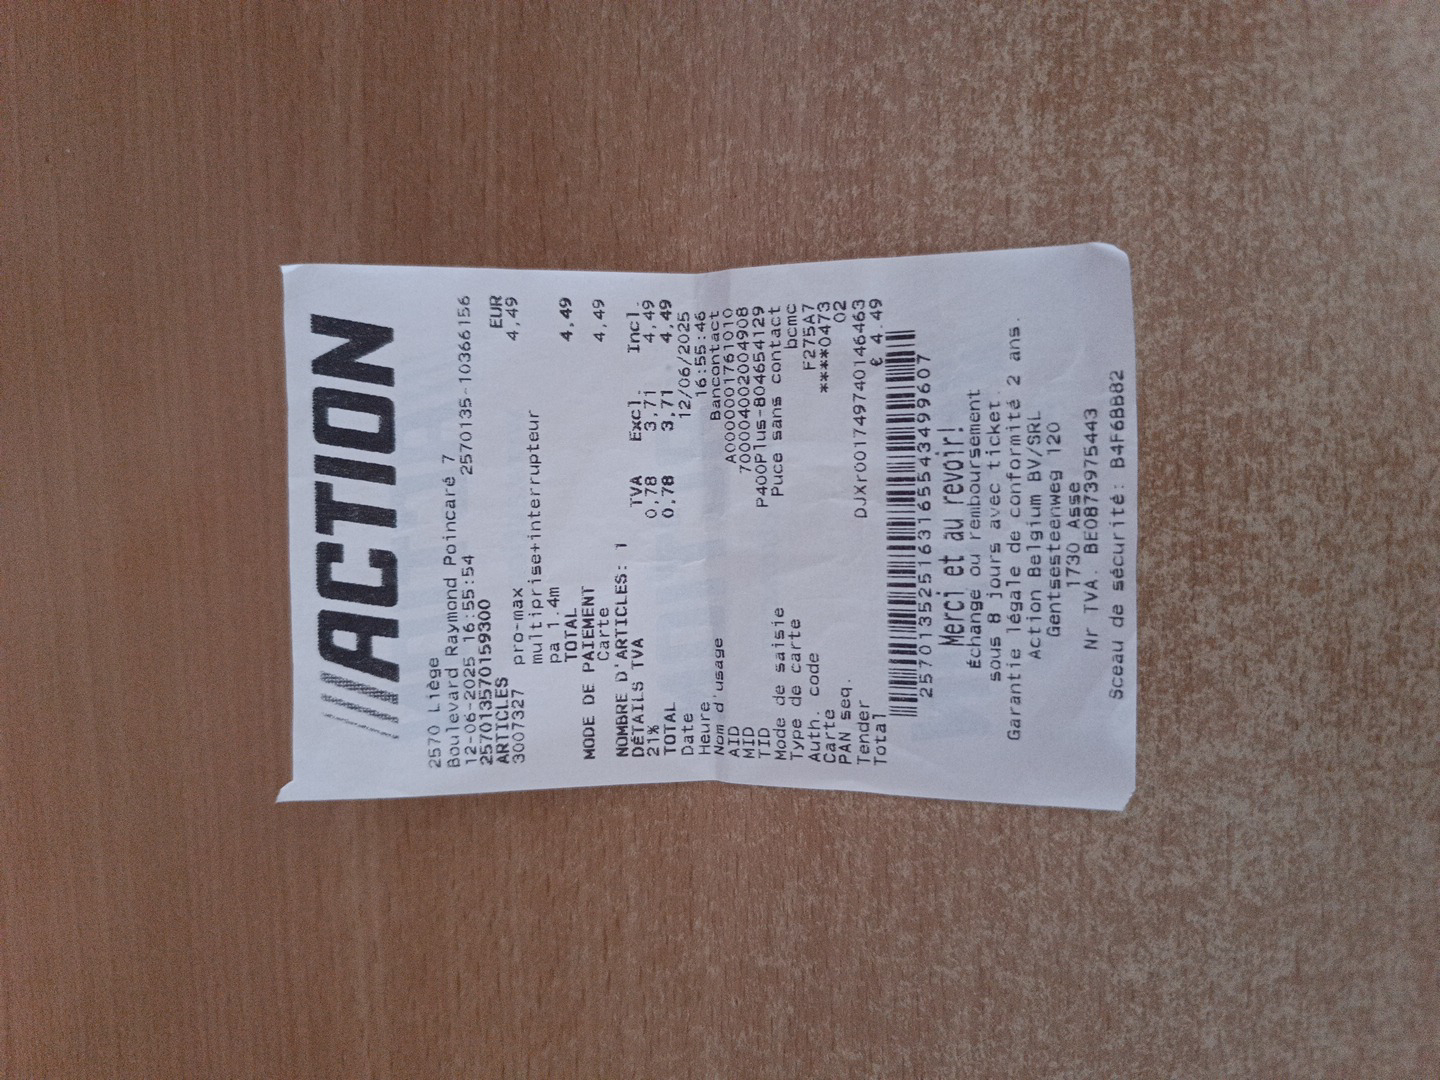 ACTION
2570 Liège
Boulevard Raymond Poincaré 7
12-06-2025 16:55:54 2570135-10366156
2570135701593​00
ARTICLES EUR
3007327 pro-max 4,49
multiprise+interrupteur
pa 1.4m
TOTAL 4,49
MODE DE PAIEMENT
Carte 4,49
NOMBRE D'ARTICLES: 1
DÉTAILS TVA TVA Excl. Incl.
21% 0,78 3,71 4,49
TOTAL 0,78 3,71 4,49
Date 12/06/2025
Heure 16:55:46
Nom d'usage Bancontact
AID A0000001761010
MID 70000400200​4908
TID P400Plus-804654129
Mode de saisie Puce sans contact
Type de carte bcmc
Auth. code F275A7
Carte ****0473
PAN seq. 02
Tender DJXr001749740146463
Total € 4.49
2570135251631655434499607
Merci et au revoir!
Échange ou remboursement
sous 8 jours avec ticket.
Garantie légale de conformité 2 ans.
Action Belgium BV/SRL
Gentsesteenweg 120
1730 Asse
Nr TVA. BE0873975443
Sceau de sécurité: B4F6BB82